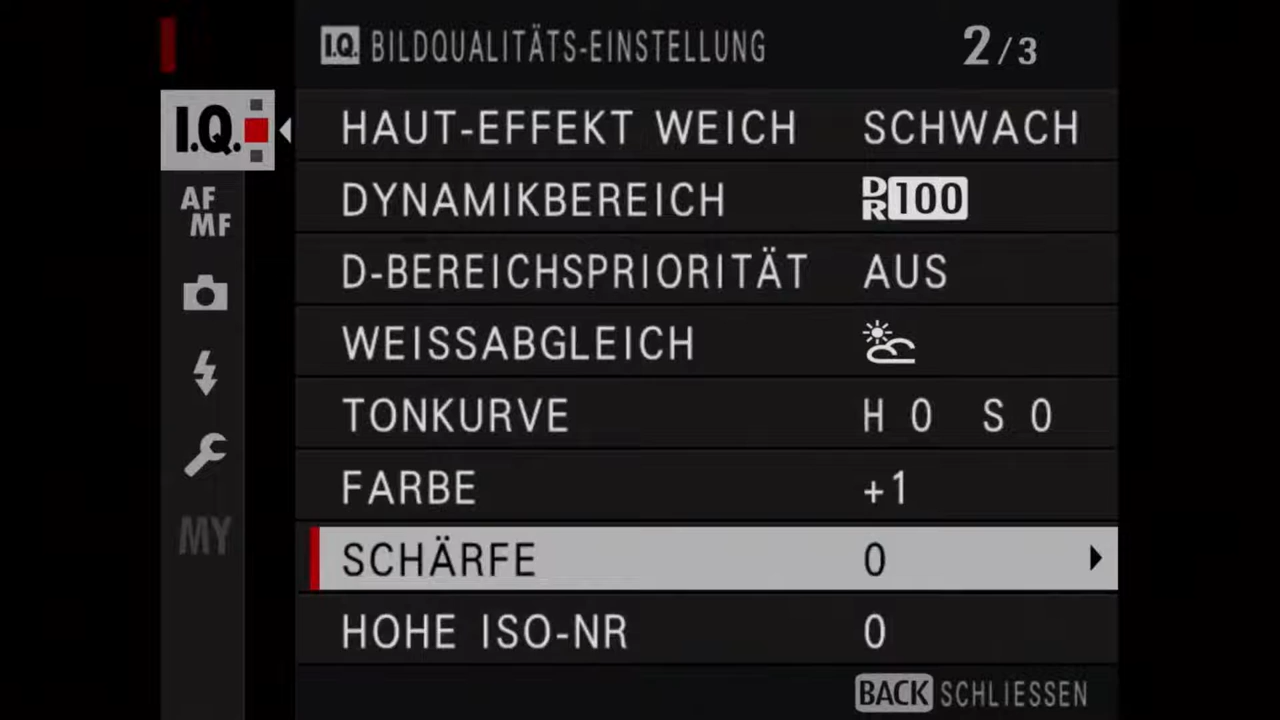 I.Q. BILDQUALITÄTS-EINSTELLUNG 2/3
I.Q.
HAUT-EFFEKT WEICH SCHWACH
AF
MF
DYNAMIKBEREICH DR100
D-BEREICHSPRIORITÄT AUS
WEISSABGLEICH
TONKURVE H 0 S 0
FARBE +1
MY
SCHÄRFE 0
HOHE ISO-NR 0
BACK SCHLIESSEN